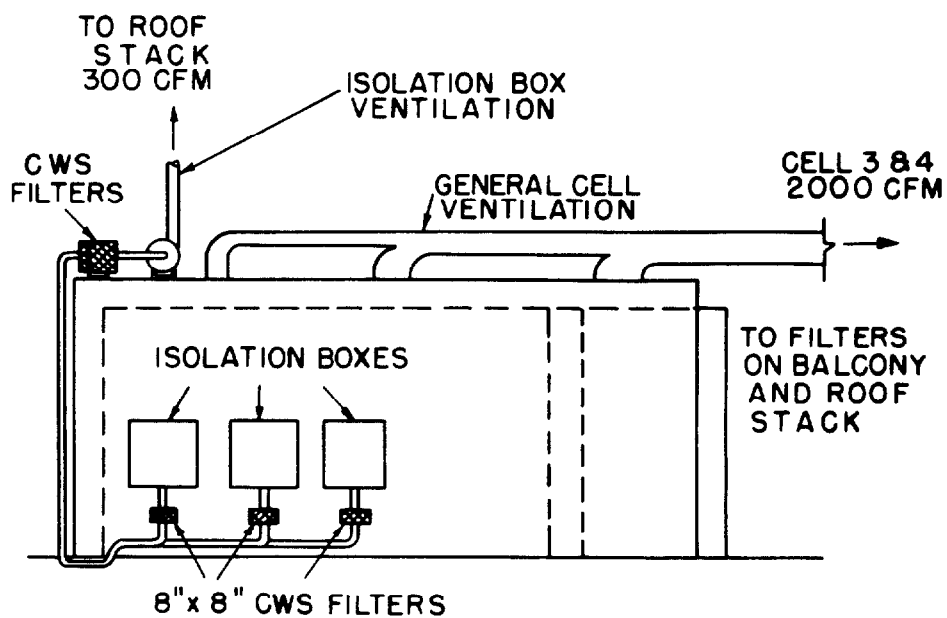 TO ROOF
STACK
300 CFM
ISOLATION BOX
VENTILATION
CWS
FILTERS
GENERAL CELL
VENTILATION
CELL 3 & 4
2000 CFM
TO FILTERS
ON BALCONY
AND ROOF
STACK
ISOLATION BOXES
8" x 8" CWS FILTERS